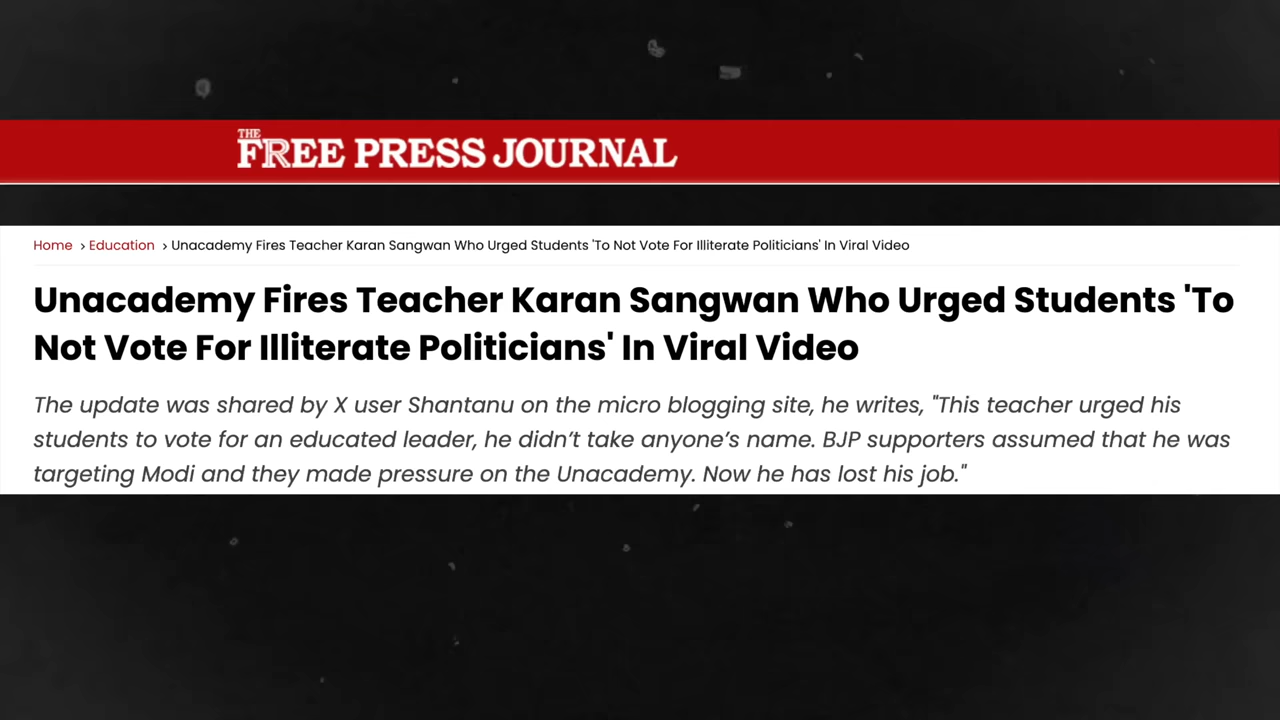 THE
FREE PRESS JOURNAL
Home > Education > Unacademy Fires Teacher Karan Sangwan Who Urged Students 'To Not Vote For Illiterate Politicians' In Viral Video
Unacademy Fires Teacher Karan Sangwan Who Urged Students 'To
Not Vote For Illiterate Politicians' In Viral Video
The update was shared by X user Shantanu on the micro blogging site, he writes, "This teacher urged his
students to vote for an educated leader, he didn’t take anyone’s name. BJP supporters assumed that he was
targeting Modi and they made pressure on the Unacademy. Now he has lost his job."